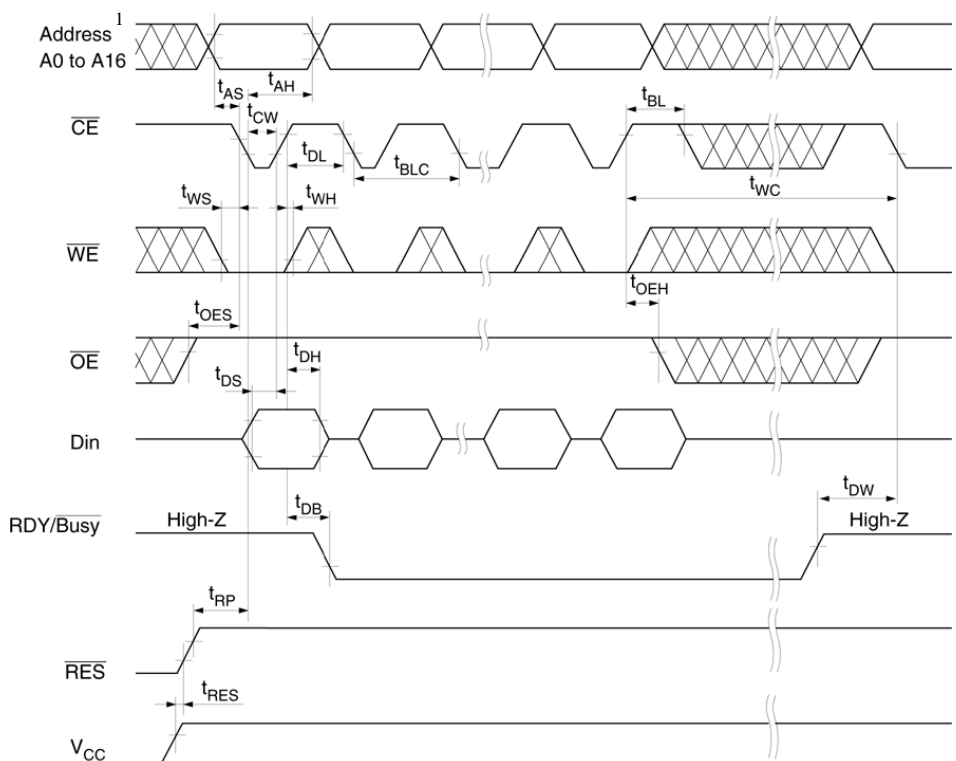 Address 1
A0 to A16
tAS
tAH
tBL
CE
tCW
tDL
tBLC
tWC
tWS
tWH
WE
tOES
tOEH
OE
tDH
tDS
Din
tDB
tDW
RDY/Busy
High-Z
High-Z
tRP
RES
tRES
VCC